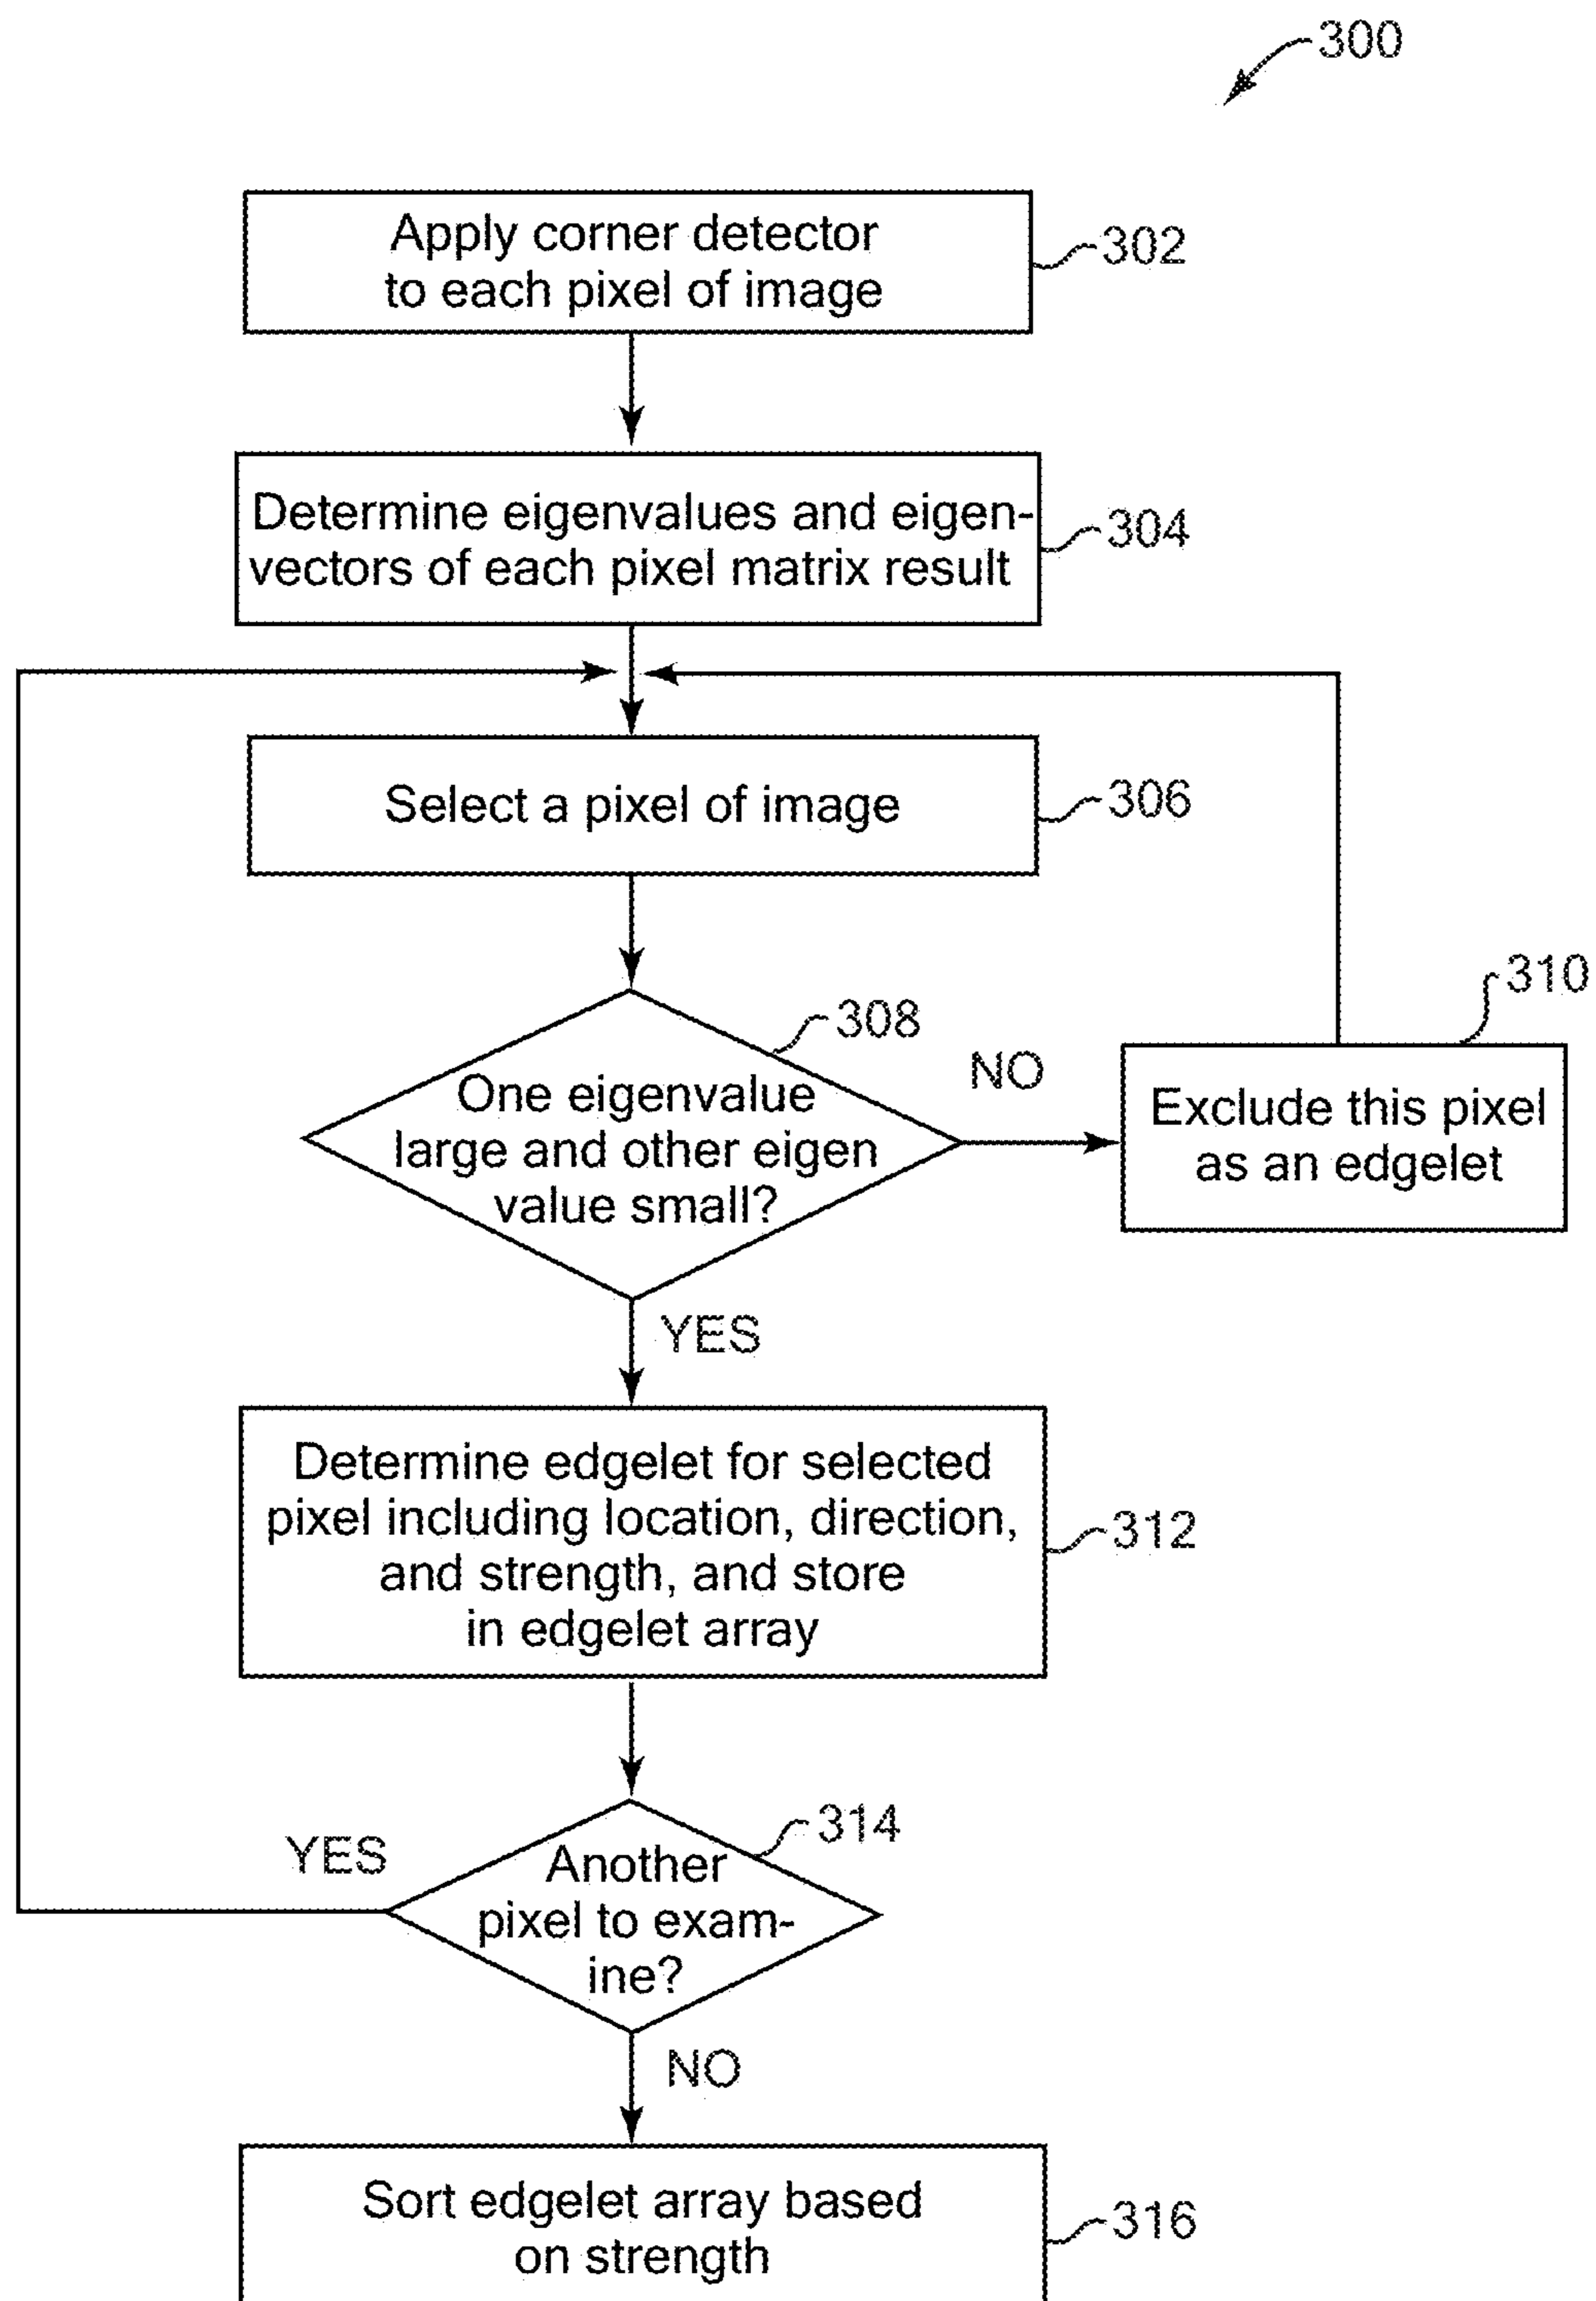 300
Apply corner detector
to each pixel of image
302
Determine eigenvalues and eigen-
vectors of each pixel matrix result
304
Select a pixel of image
306
308
One eigenvalue
large and other eigen
value small?
NO
310
Exclude this pixel
as an edgelet
YES
Determine edgelet for selected
pixel including location, direction,
and strength, and store
in edgelet array
312
314
Another
pixel to exam-
ine?
YES
NO
Sort edgelet array based
on strength
316